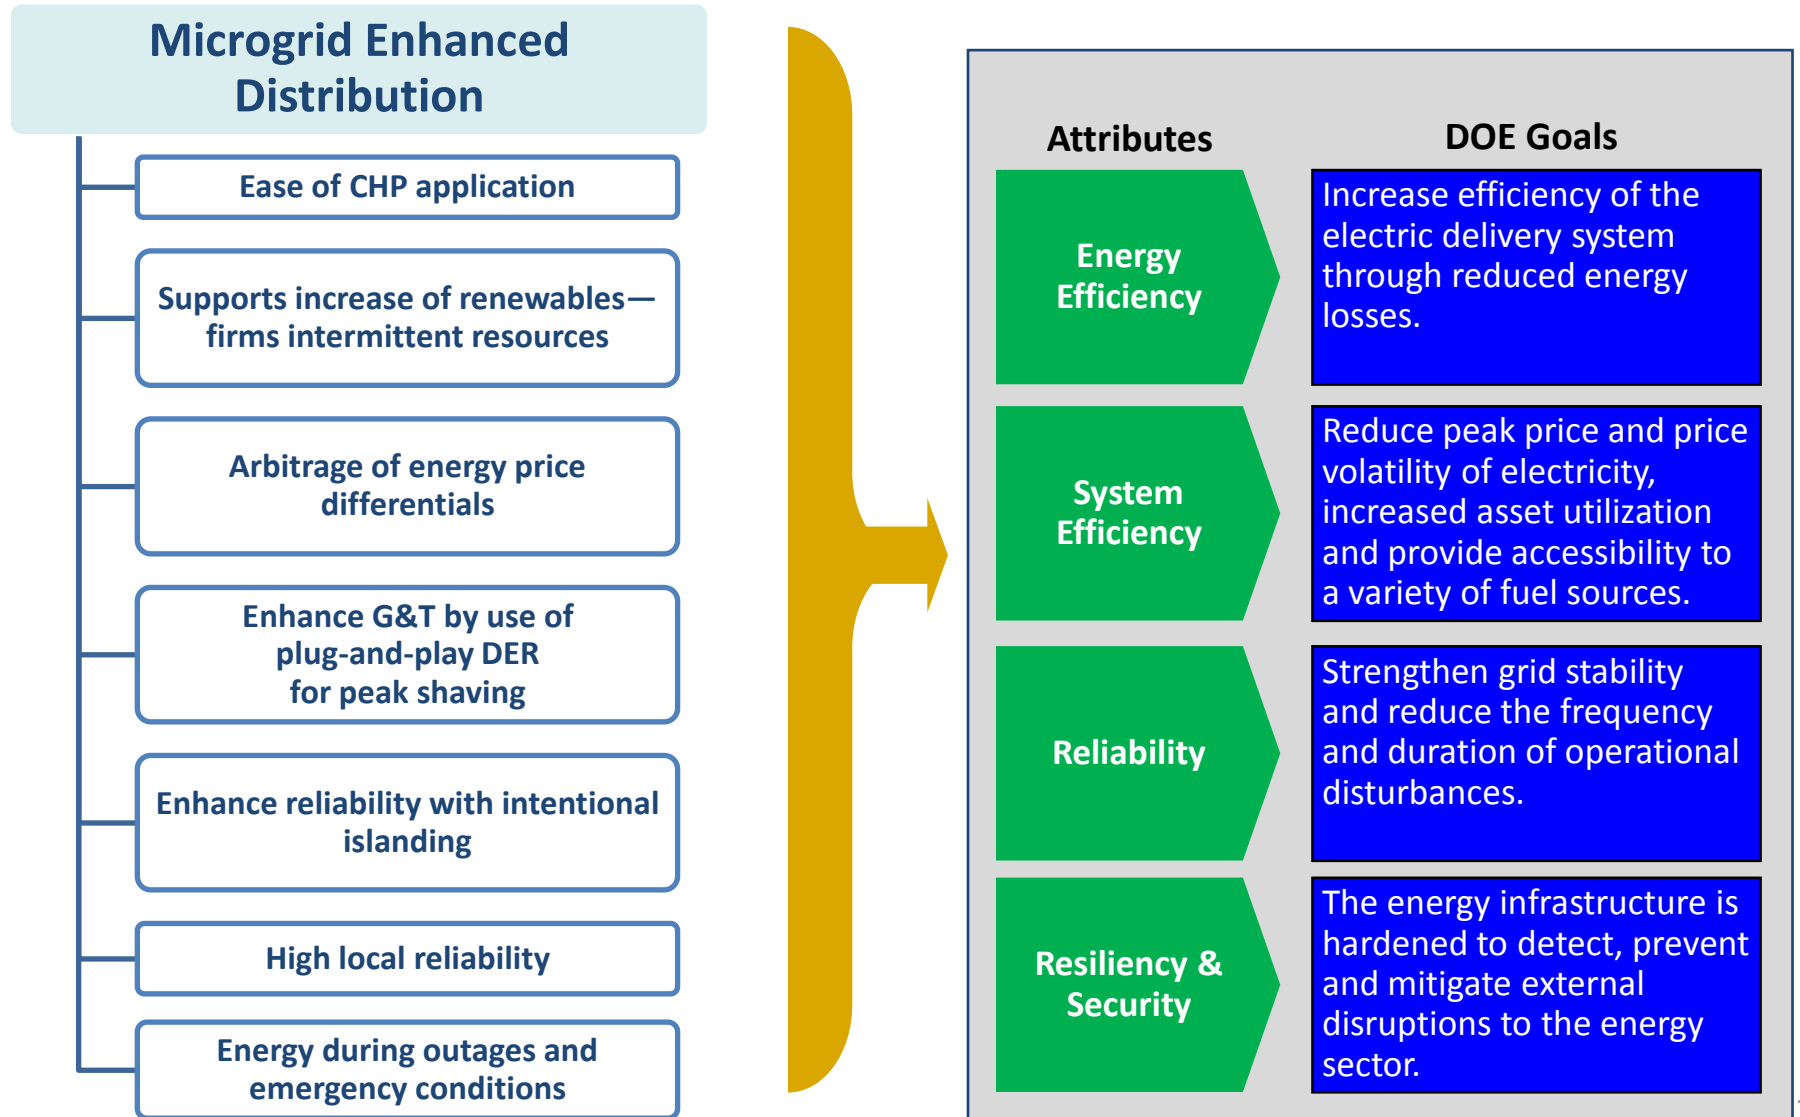 Microgrid Enhanced
Distribution
Ease of CHP application
Supports increase of renewables—
firms intermittent resources
Arbitrage of energy price
differentials
Enhance G&T by use of
plug-and-play DER
for peak shaving
Enhance reliability with intentional
islanding
High local reliability
Energy during outages and
emergency conditions
Attributes
DOE Goals
Energy
Efficiency
Increase efficiency of the
electric delivery system
through reduced energy
losses.
System
Efficiency
Reduce peak price and price
volatility of electricity,
increased asset utilization
and provide accessibility to
a variety of fuel sources.
Reliability
Strengthen grid stability
and reduce the frequency
and duration of operational
disturbances.
Resiliency &
Security
The energy infrastructure is
hardened to detect, prevent
and mitigate external
disruptions to the energy
sector.